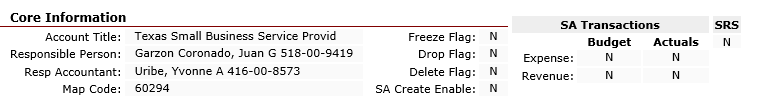 Core Information
SA Transactions SRS
Account Title: Texas Small Business Service Provid Freeze Flag: N
Budget Actuals N
Responsible Person: Garzon Coronado, Juan G 518-00-9419 Drop Flag: N
Expense: N N
Resp Accountant: Uribe, Yvonne A 416-00-8573 Delete Flag: N
Revenue: N N
Map Code: 60294 SA Create Enable: N